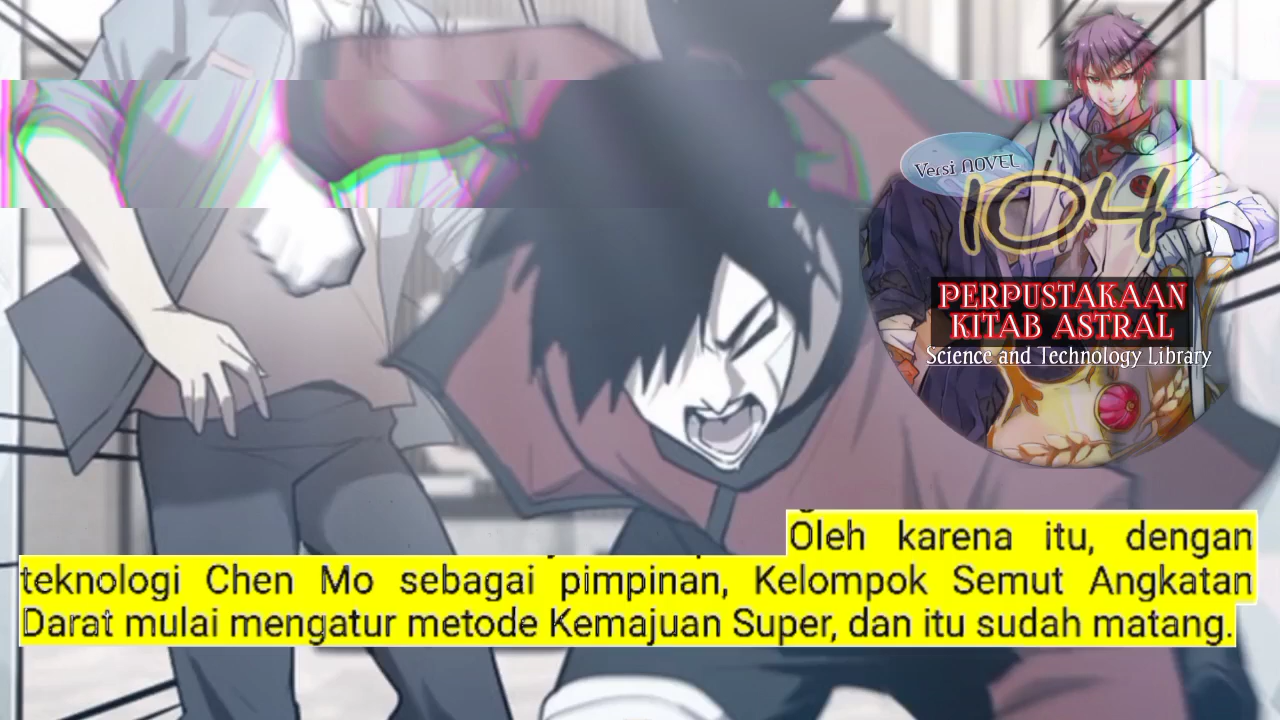 Versi NOVEL
104
PERPUSTAKAAN
KITAB ASTRAL
Science and Technology Library
Oleh karena itu, dengan
teknologi Chen Mo sebagai pimpinan, Kelompok Semut Angkatan
Darat mulai mengatur metode Kemajuan Super, dan itu sudah matang.